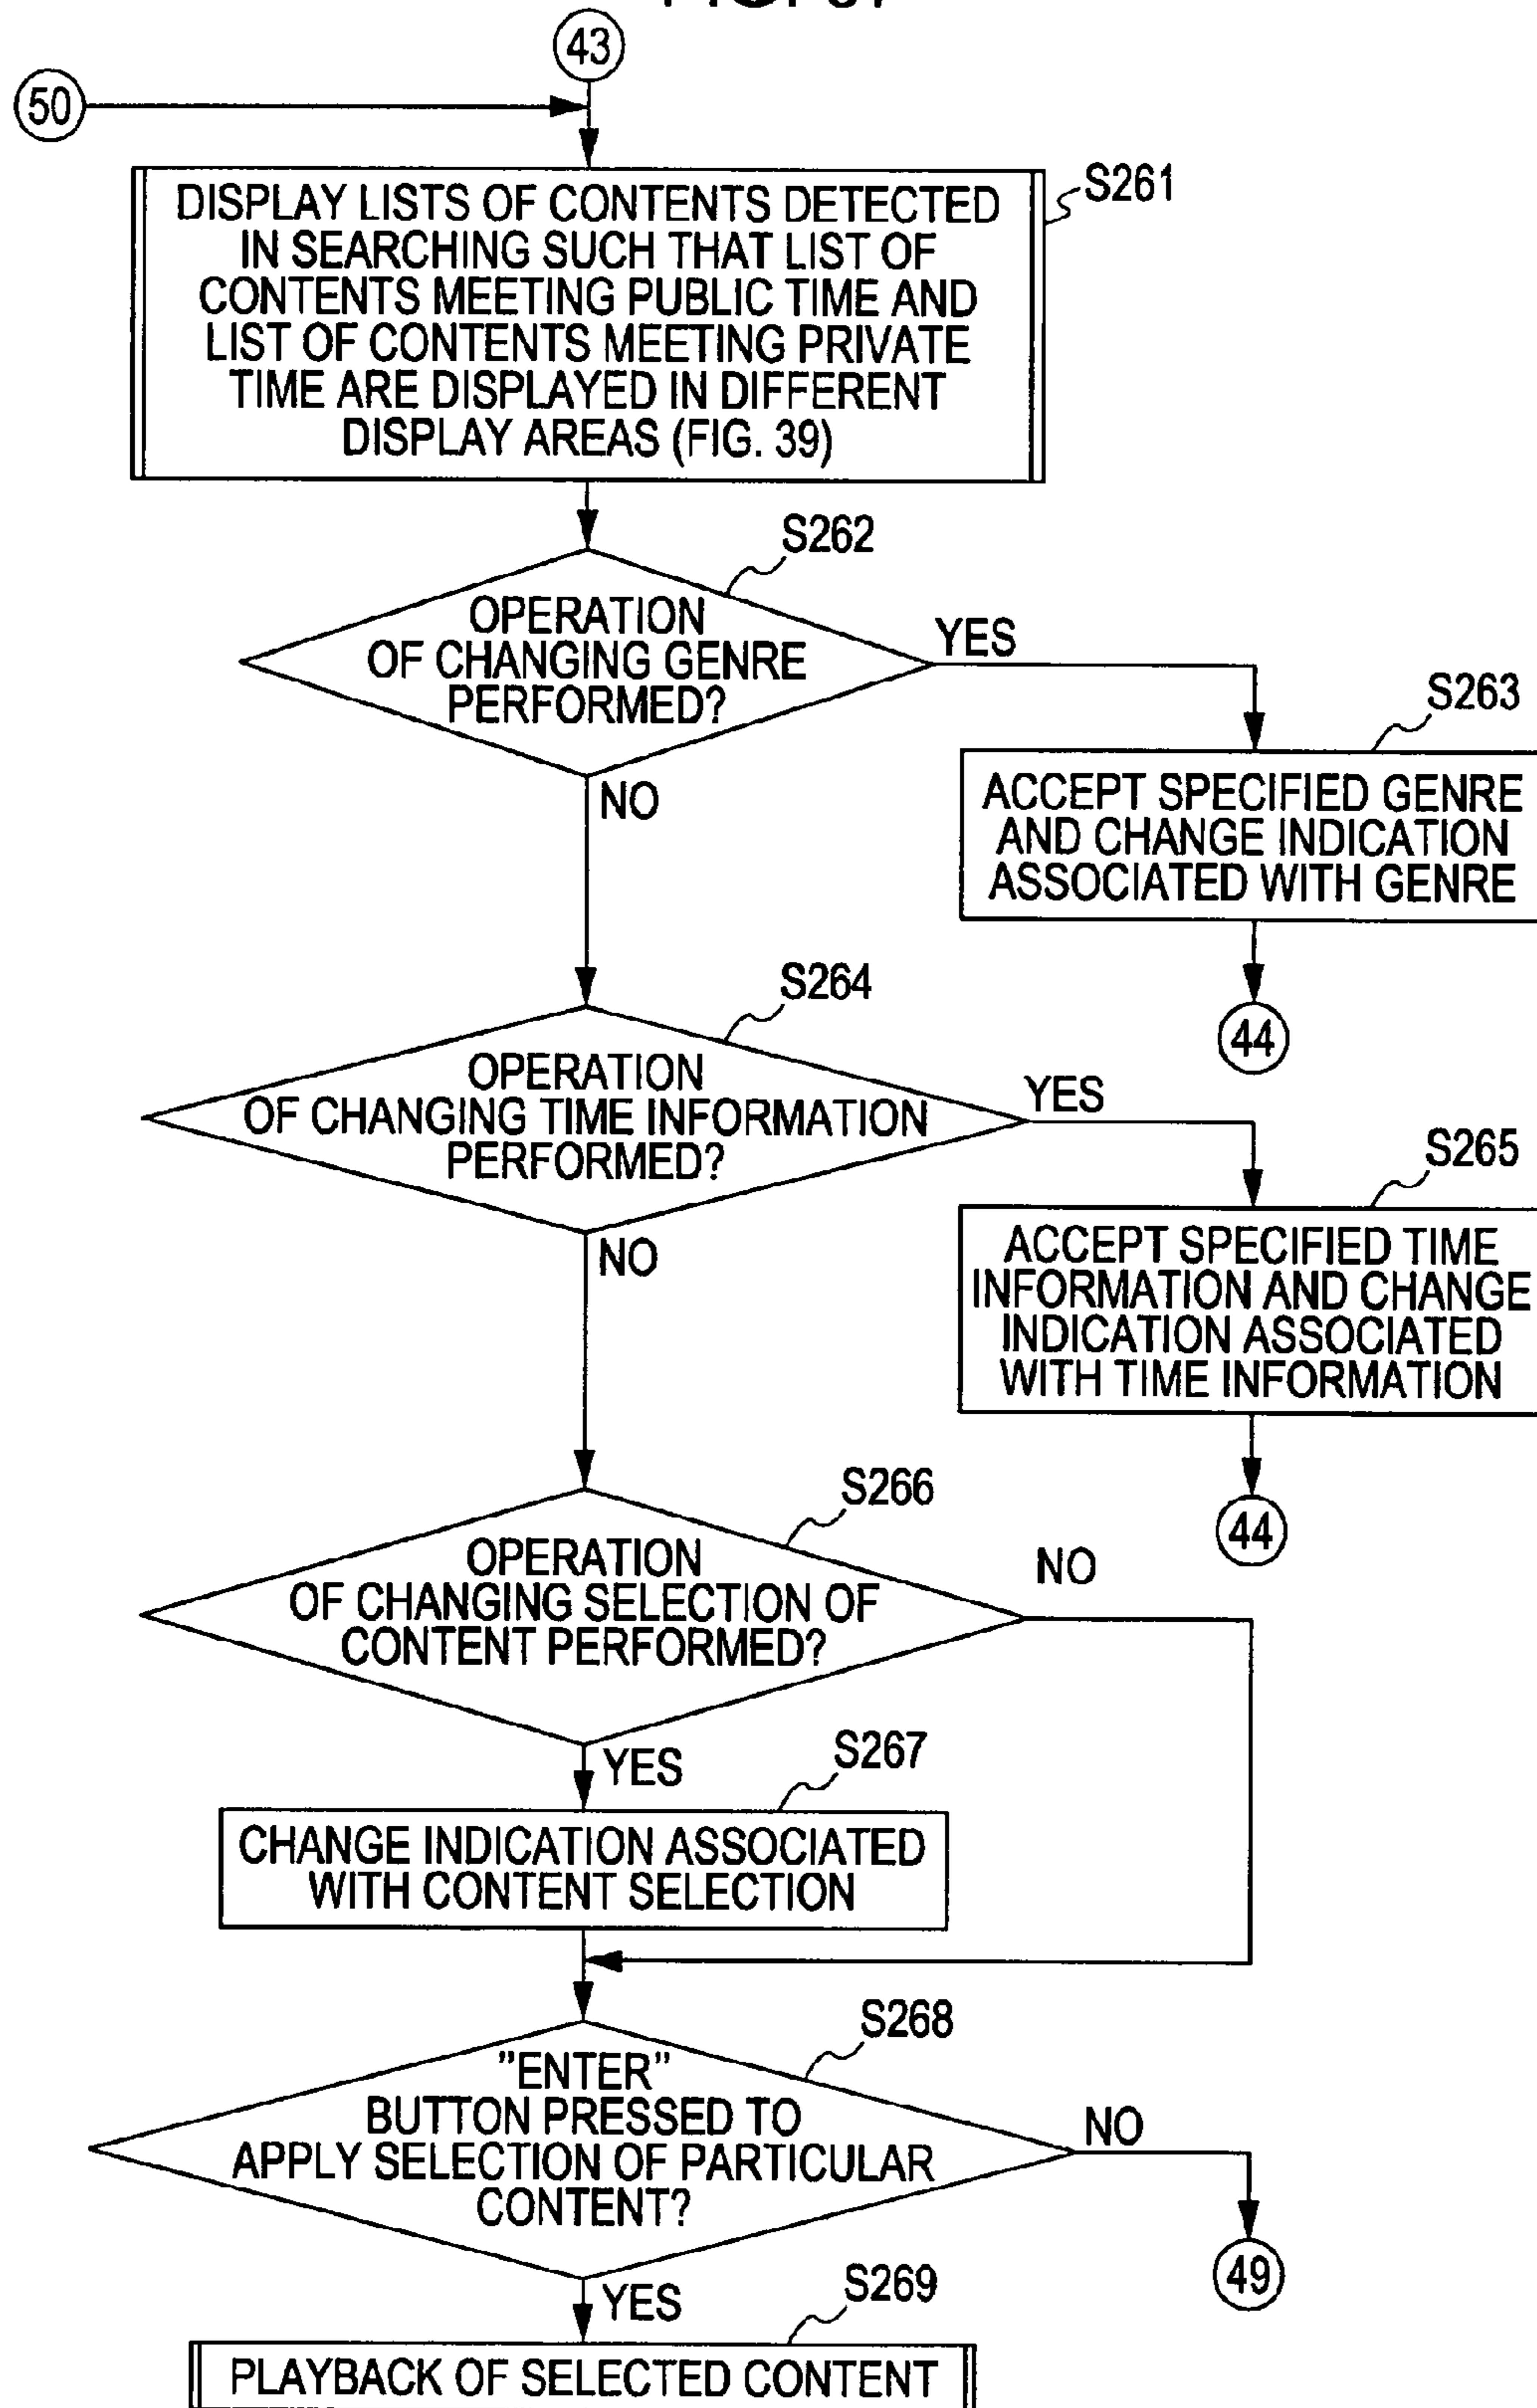 43
50
S261
DISPLAY LISTS OF CONTENTS DETECTED
IN SEARCHING SUCH THAT LIST OF
CONTENTS MEETING PUBLIC TIME AND
LIST OF CONTENTS MEETING PRIVATE
TIME ARE DISPLAYED IN DIFFERENT
DISPLAY AREAS (FIG. 39)
S262
OPERATION
OF CHANGING GENRE
PERFORMED?
YES
NO
S263
ACCEPT SPECIFIED GENRE
AND CHANGE INDICATION
ASSOCIATED WITH GENRE
44
S264
OPERATION
OF CHANGING TIME INFORMATION
PERFORMED?
YES
NO
S265
ACCEPT SPECIFIED TIME
INFORMATION AND CHANGE
INDICATION ASSOCIATED
WITH TIME INFORMATION
44
S266
OPERATION
OF CHANGING SELECTION OF
CONTENT PERFORMED?
NO
YES
S267
CHANGE INDICATION ASSOCIATED
WITH CONTENT SELECTION
S268
"ENTER"
BUTTON PRESSED TO
APPLY SELECTION OF PARTICULAR
CONTENT?
NO
49
YES
S269
PLAYBACK OF SELECTED CONTENT